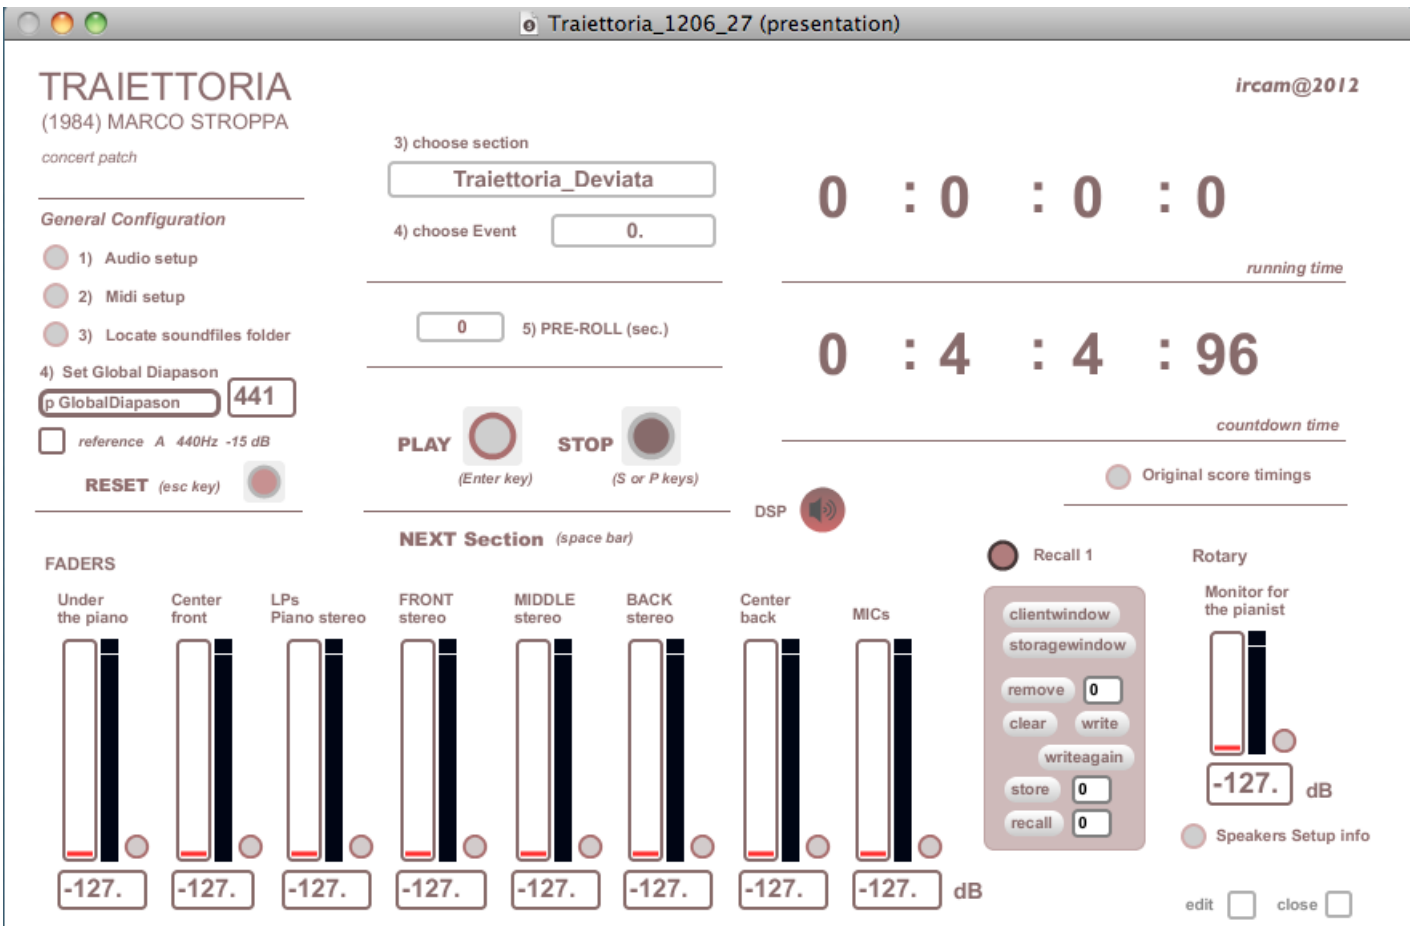 Traiettoria_1206_27 (presentation)
TRAIETTORIA
(1984) MARCO STROPPA
concert patch
ircam@2012
General Configuration
1) Audio setup
2) Midi setup
3) Locate soundfiles folder
4) Set Global Diapason
p GlobalDiapason
441
reference A 440Hz -15 dB
RESET (esc key)
3) choose section
Traiettoria_Deviata
4) choose Event
0.
0
5) PRE-ROLL (sec.)
PLAY
(Enter key)
STOP
(S or P keys)
NEXT Section (space bar)
0 : 0 : 0 : 0
running time
0 : 4 : 4 : 96
countdown time
Original score timings
DSP
FADERS
Under
the piano
Center
front
LPs
Piano stereo
FRONT
stereo
MIDDLE
stereo
BACK
stereo
Center
back
MICs
-127.
-127.
-127.
-127.
-127.
-127.
-127.
-127.
dB
Recall 1
clientwindow
storagewindow
remove 0
clear write
writeagain
store 0
recall 0
Rotary
Monitor for
the pianist
-127. dB
Speakers Setup info
edit close